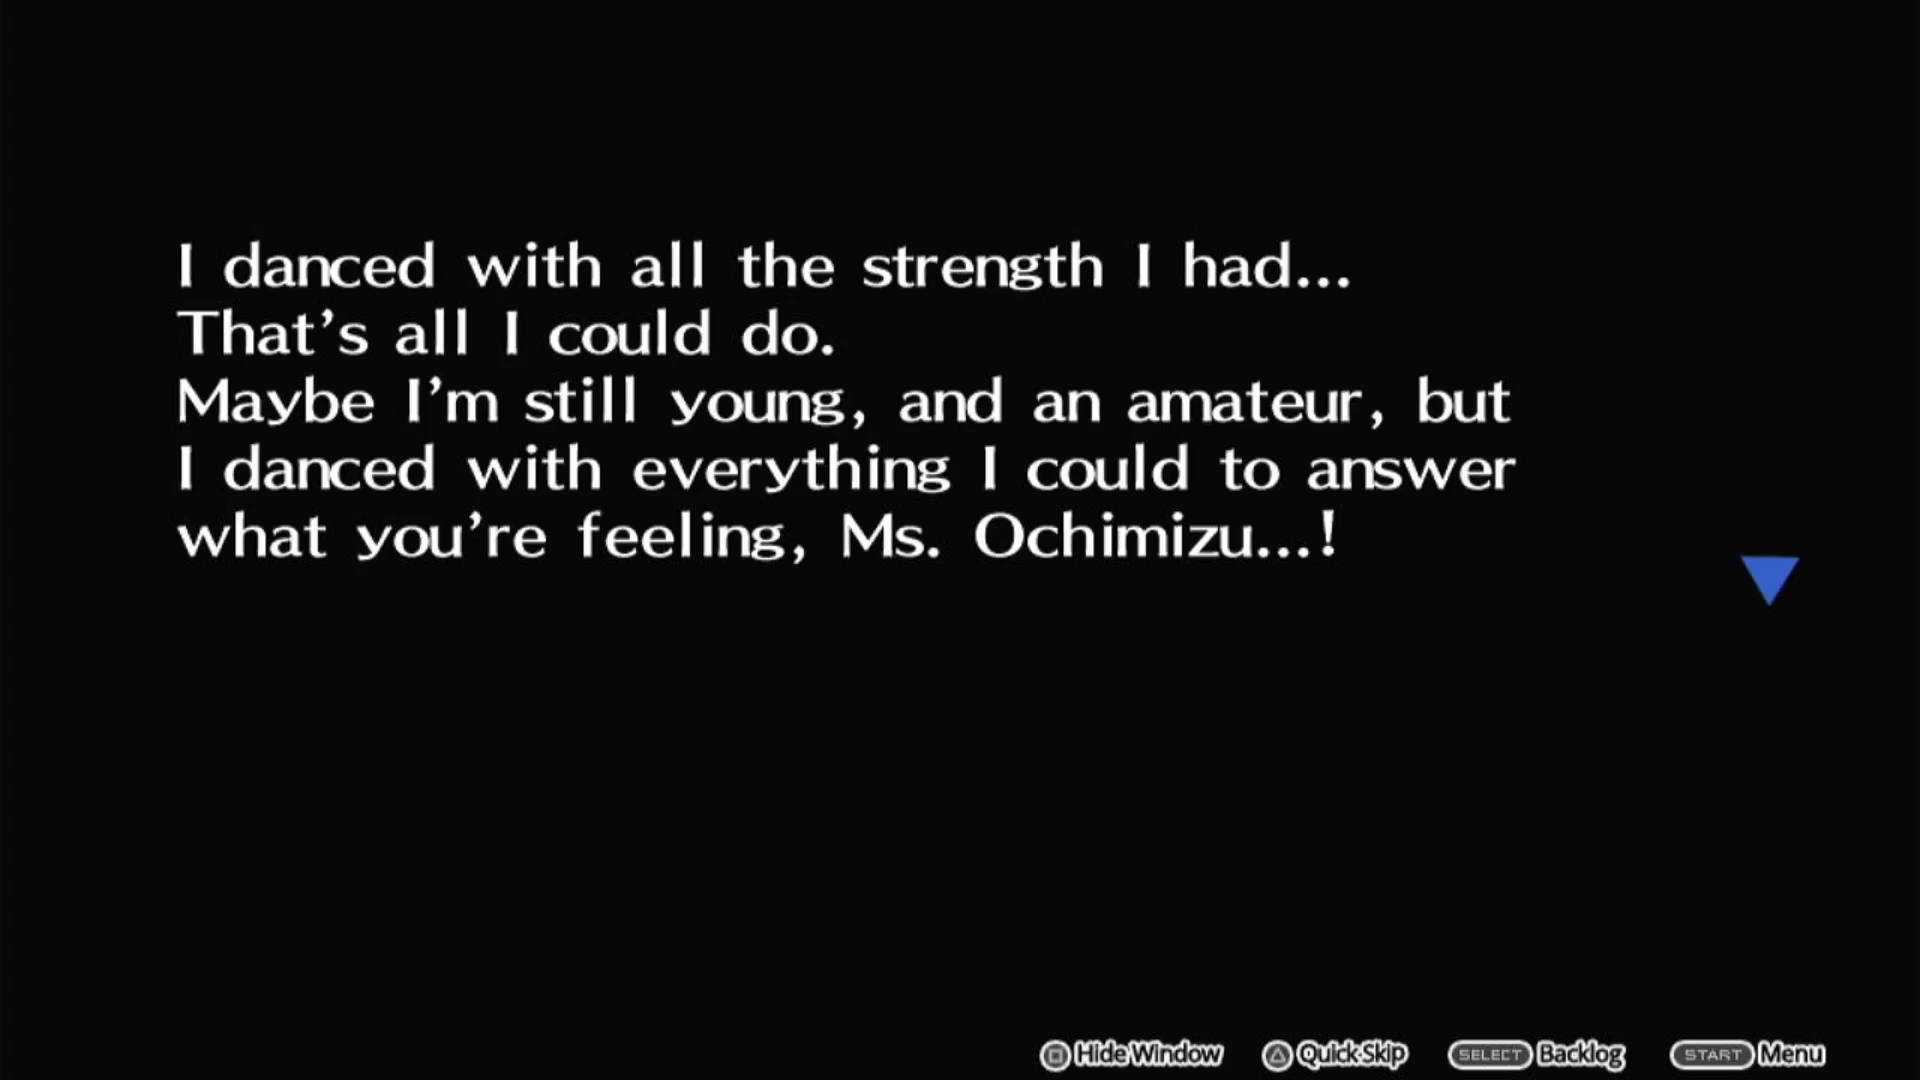 I danced with all the strength I had...
That's all I could do.
Maybe I'm still young, and an amateur, but
I danced with everything I could to answer
what you're feeling, Ms. Ochimizu...!
Hide Window Quick Skip SELECT Backlog START Menu